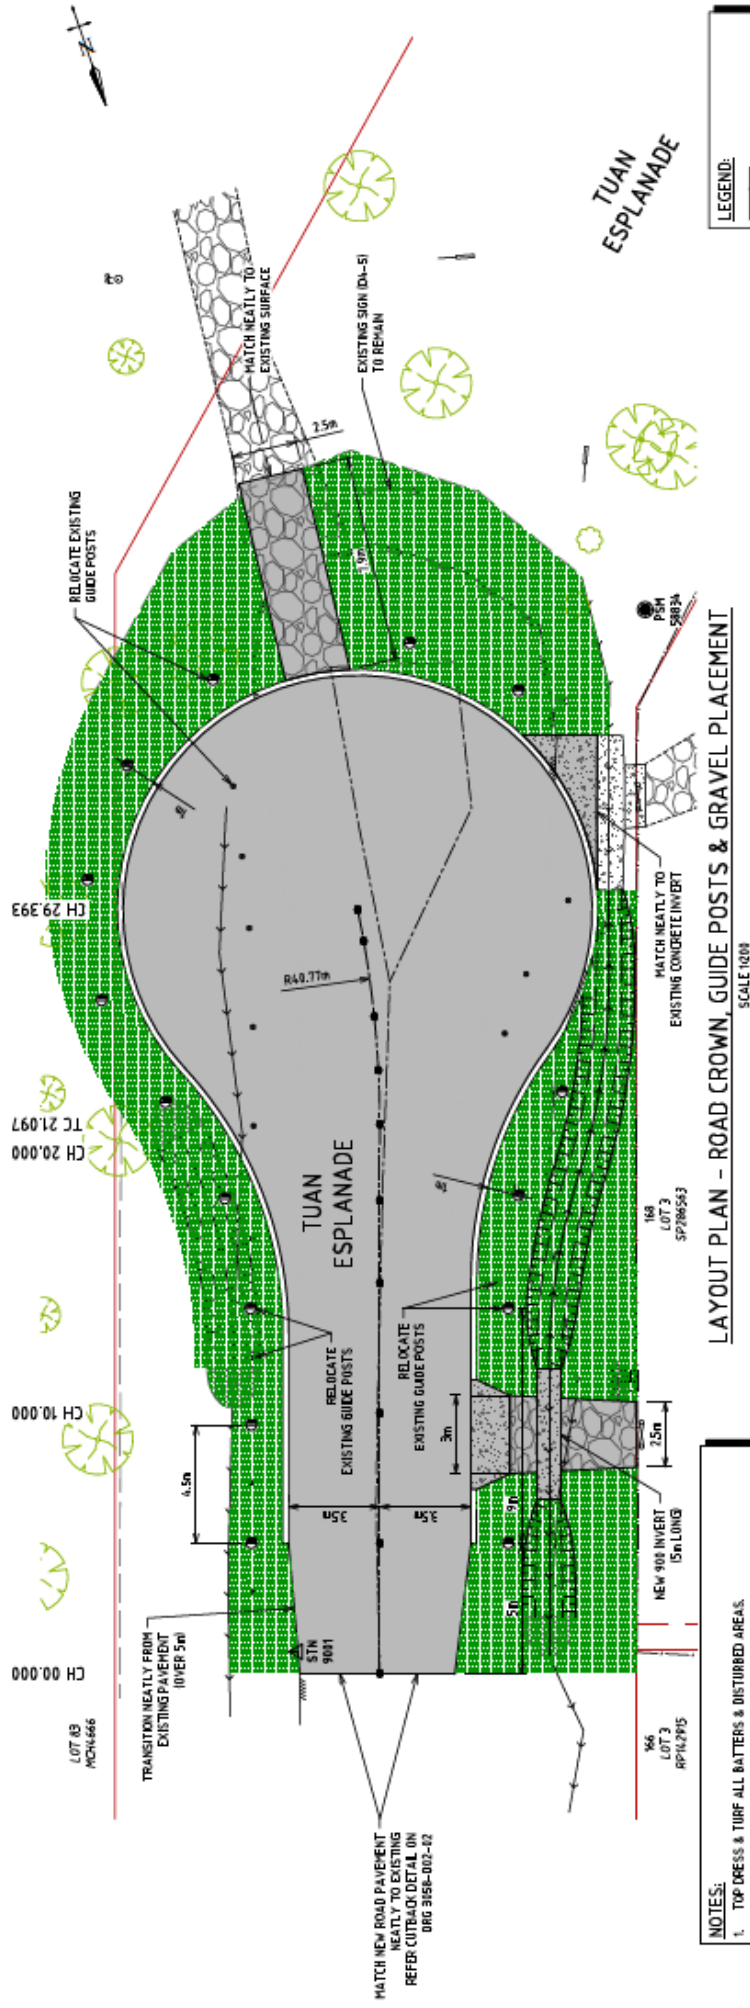 TUAN
ESPLANADE
LEGEND:
MATCH NEATLY TO
EXISTING SURFACE
EXISTING SIGN (D4-5)
TO REMAIN
2.5m
RELOCATE EXISTING
GUIDE POSTS
7.9m
PSM
58834
CH 29.393
R40.77m
MATCH NEATLY TO
EXISTING CONCRETE INVERT
TC 21.097
CH 20.000
TUAN
ESPLANADE
168
LOT 3
SP286563
RELOCATE
EXISTING GUIDE POSTS
RELOCATE
EXISTING GUIDE POSTS
CH 10.000
4.5m
3.5m
3.5m
3m
2.5m
9m
5m
NEW 900 INVERT
(5m LONG)
TRANSITION NEATLY FROM
EXISTING PAVEMENT
(OVER 5m)
STN
9001
CH 00.000
LOT 83
MCH4666
166
LOT 3
RP142915
MATCH NEW ROAD PAVEMENT
NEATLY TO EXISTING
REFER CUTBACK DETAIL ON
DRG 3058-D02-02
LAYOUT PLAN - ROAD CROWN, GUIDE POSTS & GRAVEL PLACEMENT
SCALE 1:200
NOTES:
1. TOP DRESS & TURF ALL BATTERS & DISTURBED AREAS.